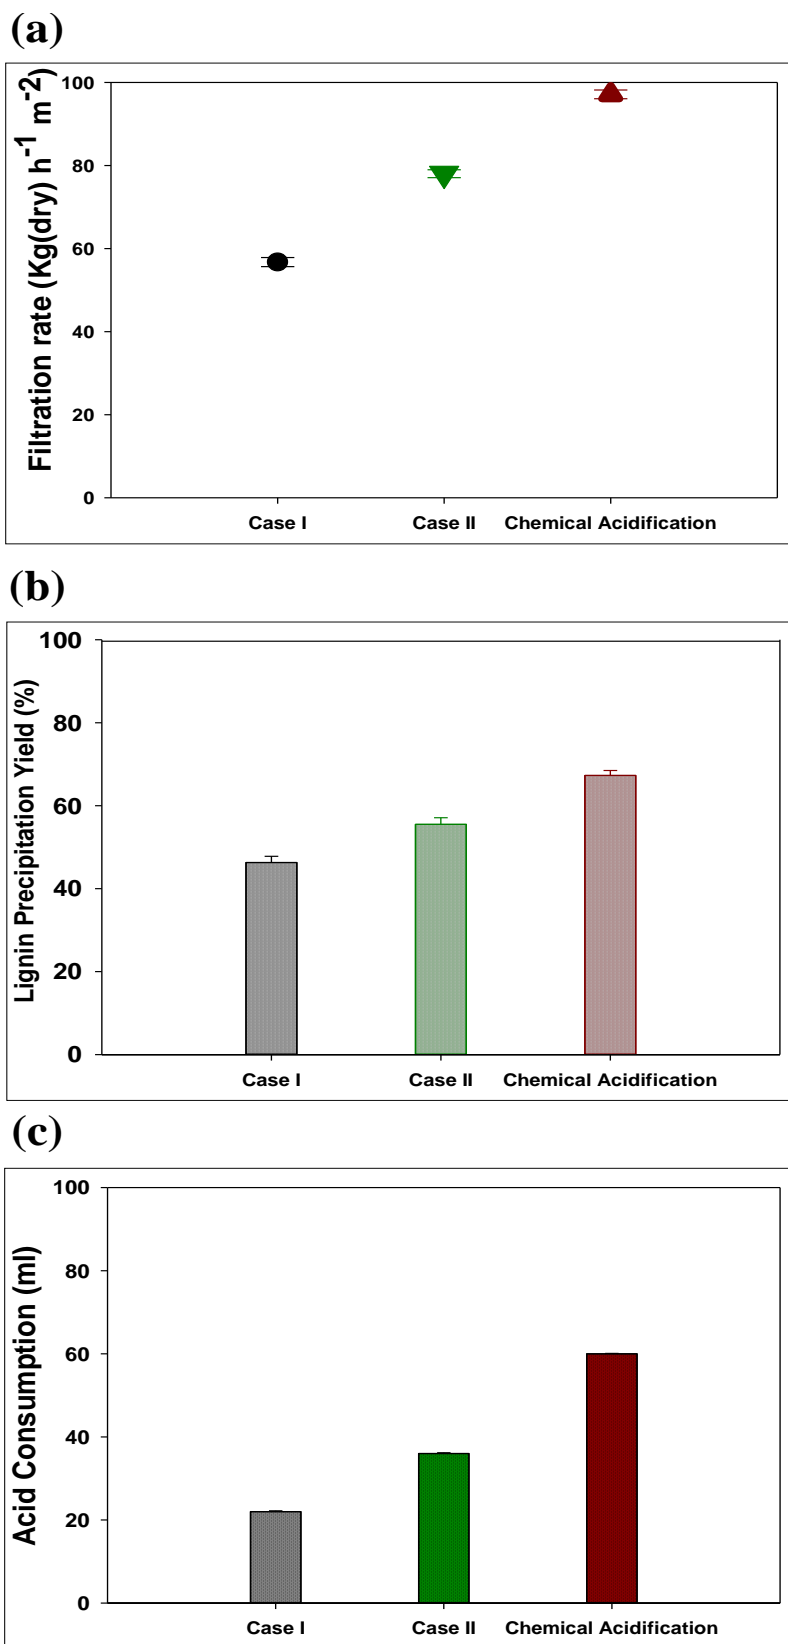 (a)
Filtration rate (Kg(dry) h-1 m-2)
100
80
60
40
20
0
Case I Case II Chemical Acidification
(b)
Lignin Precipitation Yield (%)
100
80
60
40
20
0
Case I Case II Chemical Acidification
(c)
Acid Consumption (ml)
100
80
60
40
20
0
Case I Case II Chemical Acidification